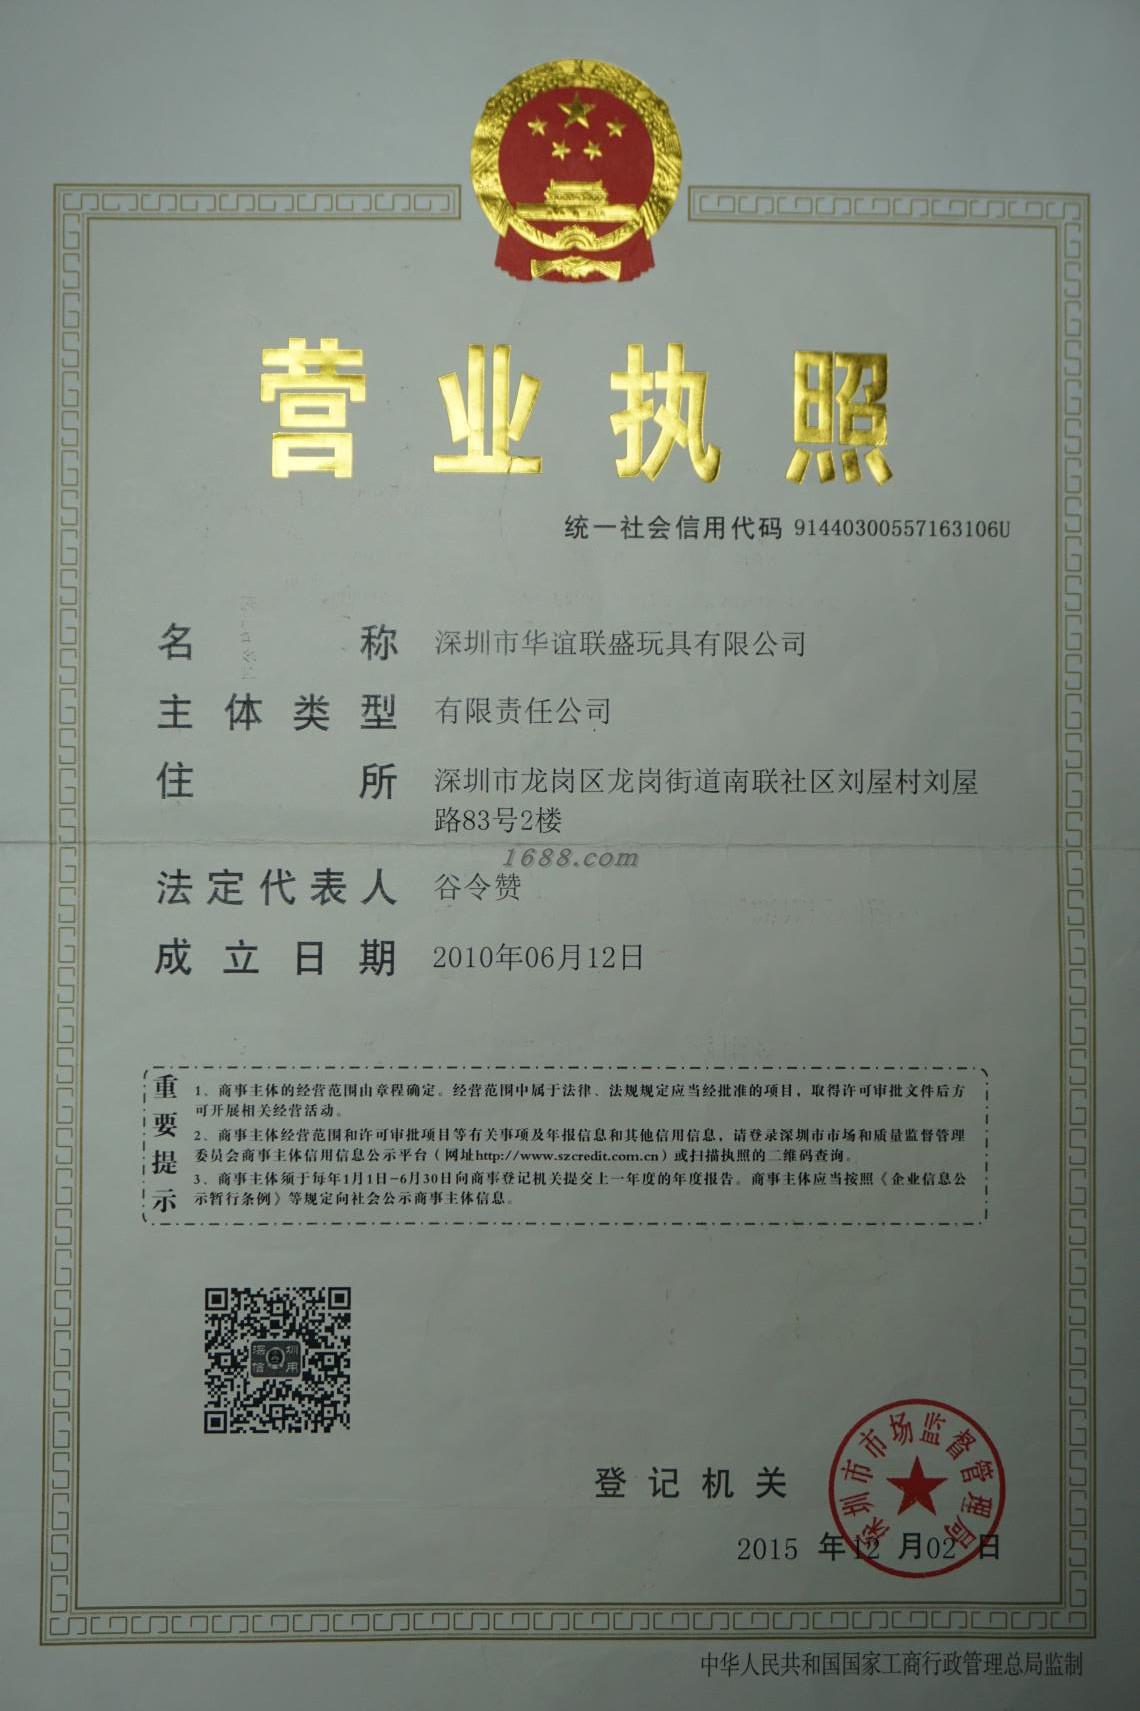 营业执照
统一社会信用代码 91440300557163106U
名称 深圳市华谊联盛玩具有限公司
主体类型 有限责任公司
住所 深圳市龙岗区龙岗街道南联社区刘屋村刘屋
路83号2楼
1688.com
法定代表人 谷令赞
成立日期 2010年06月12日
重要提示
1、商事主体的经营范围由章程确定。经营范围中属于法律、法规规定应当经批准的项目，取得许可审批文件后方
可开展相关经营活动。
2、商事主体经营范围和许可审批项目等有关事项及年报信息和其他信用信息，请登录深圳市市场和质量监督管理
委员会商事主体信用信息公示平台（网址http://www.szcredit.com.cn）或扫描执照的二维码查询。
3、商事主体须于每年1月1日-6月30日向商事登记机关提交上一年度的年度报告。商事主体应当按照《企业信息公
示暂行条例》等规定向社会公示商事主体信息。
深圳
信用
登记机关
深圳市市场监督管理局
2015 年12 月02 日
中华人民共和国国家工商行政管理总局监制